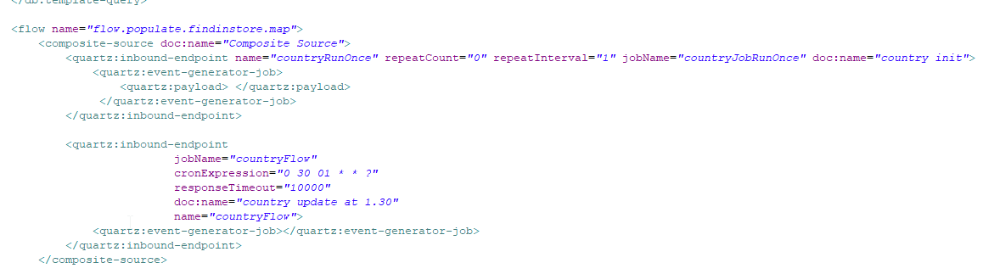 </db:template-query>
<flow name="flow.populate.findinstore.map">
<composite-source doc:name="Composite Source">
<quartz:inbound-endpoint name="countryRunOnce" repeatCount="0" repeatInterval="1" jobName="countryJobRunOnce" doc:name="country init">
<quartz:event-generator-job>
<quartz:payload> </quartz:payload>
</quartz:event-generator-job>
</quartz:inbound-endpoint>
<quartz:inbound-endpoint
jobName="countryFlow"
cronExpression="0 30 01 * * ?"
responseTimeout="10000"
doc:name="country update at 1.30"
name="countryFlow">
<quartz:event-generator-job></quartz:event-generator-job>
</quartz:inbound-endpoint>
</composite-source>